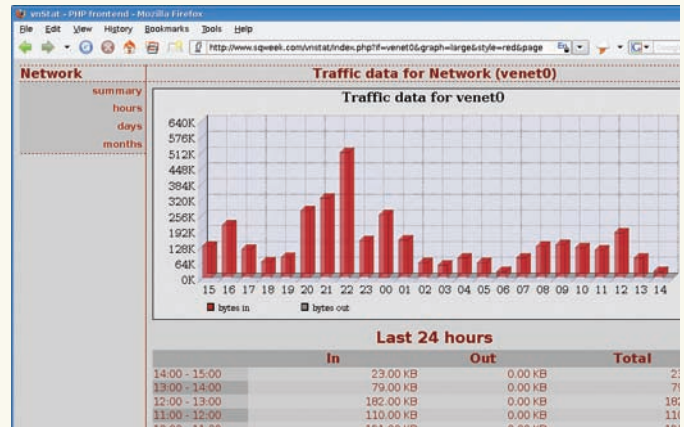 vnStat - PHP frontend - Mozilla Firefox
File Edit View History Bookmarks Tools Help
http://www.sqweek.com/vnstat/index.php?if=venet0&graph=large&style=red&page
Network
summary
hours
days
months
Traffic data for Network (venet0)
Traffic data for venet0
640K
576K
512K
448K
384K
320K
256K
192K
128K
64K
0K
15 16 17 18 19 20 21 22 23 00 01 02 03 04 05 06 07 08 09 10 11 12 13 14
bytes in bytes out
Last 24 hours
In Out Total
14:00 - 15:00 23.00 KB 0.00 KB
13:00 - 14:00 79.00 KB 0.00 KB
12:00 - 13:00 182.00 KB 0.00 KB 182
11:00 - 12:00 110.00 KB 0.00 KB 110